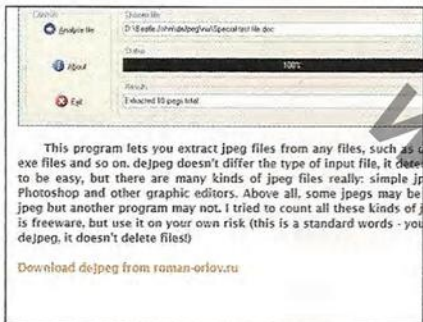 Controls
Choose file
Analyze file
D:\Beatle John\deJpeg\vw\Special test file.doc
Status
About
100%
Results
Exit
Extracted 10 jpegs total
This program lets you extract jpeg files from any files, such as
exe files and so on. deJpeg doesn't differ the type of input file, it
to be easy, but there are many kinds of jpeg files really: simple
Photoshop and other graphic editors. Above all, some jpegs may be
jpeg but another program may not. I tried to count all these kinds of
is freeware, but use it on your own risk (this is a standard words -
deJpeg, it doesn't delete files!)
Download deJpeg from roman-orlov.ru